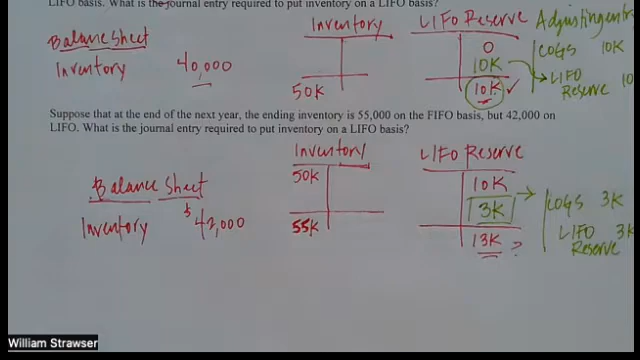 LIFO basis. What is the journal entry required to put inventory on a LIFO basis?
Balance Sheet
Inventory 40,000
Inventory
50K
LIFO Reserve
0
10K
10K ✓
COGS 10K
LIFO
Reserve 10
Suppose that at the end of the next year, the ending inventory is 55,000 on the FIFO basis, but 42,000 on
LIFO. What is the journal entry required to put inventory on a LIFO basis?
Balance Sheet
Inventory $42,000
Inventory
50K
55K
LIFO Reserve
10K
3K
13K ?
COGS 3K
LIFO 3K
Reserve
William Strawser